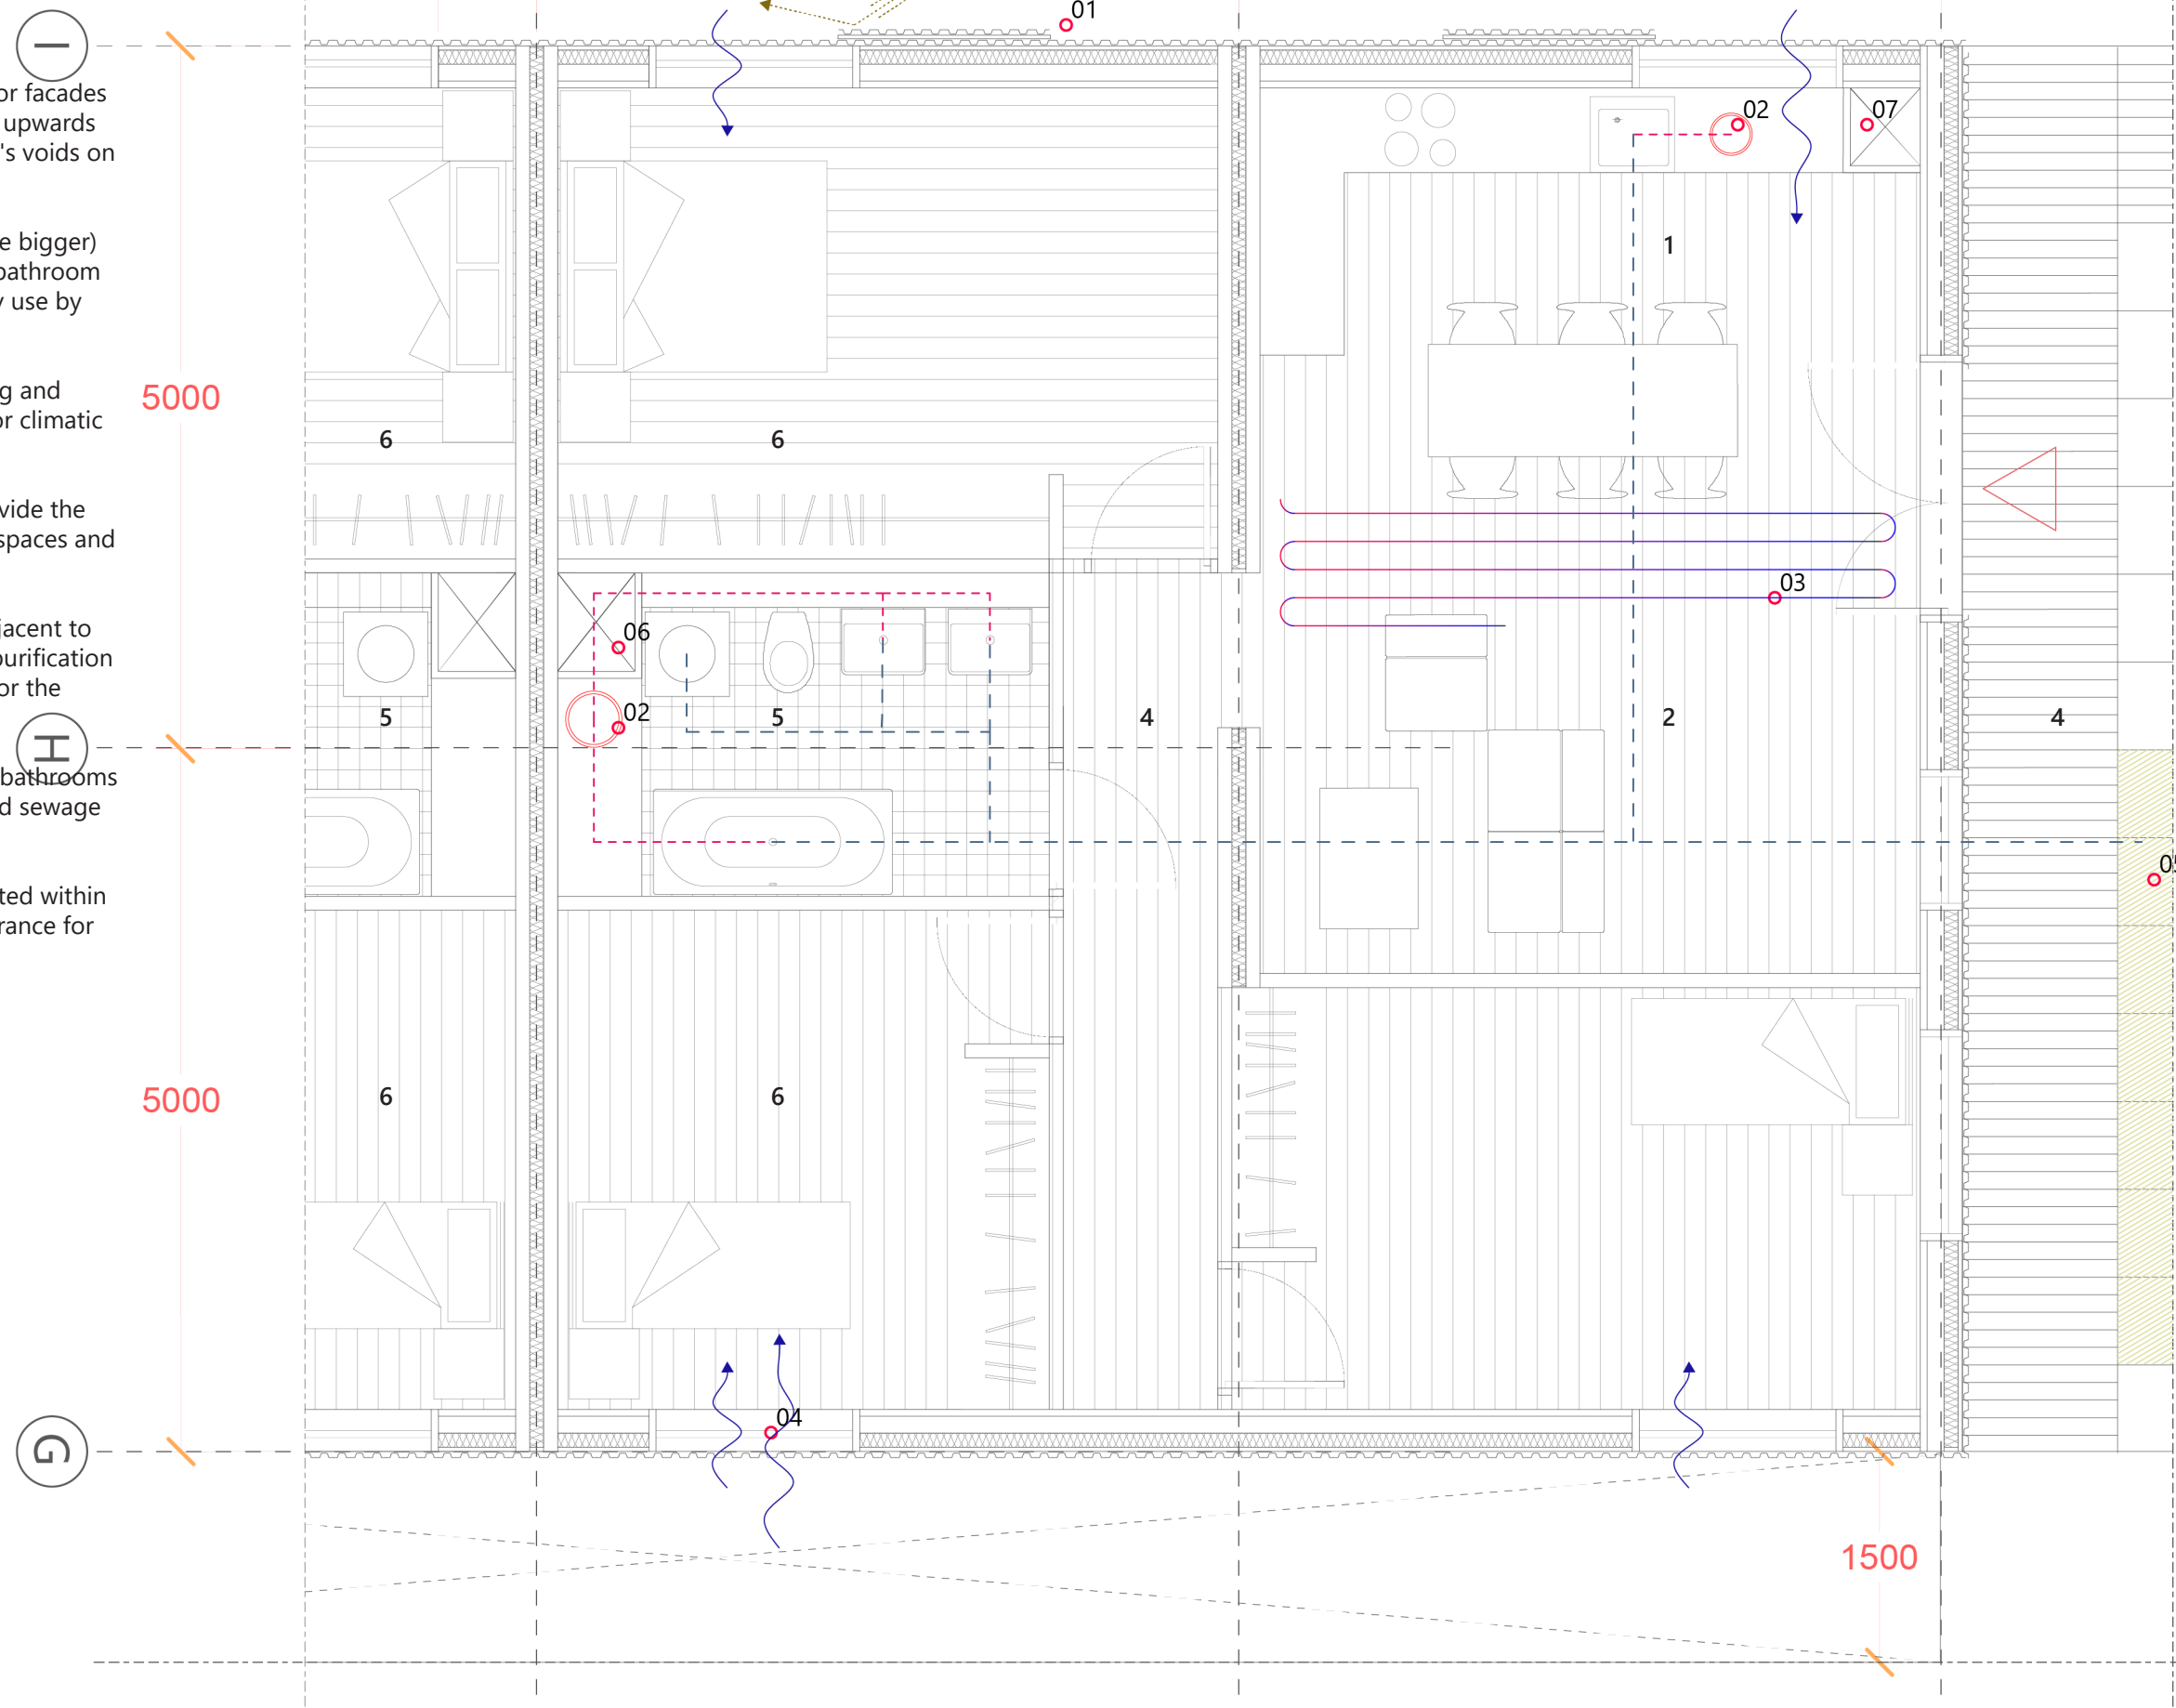 01
I
or facades
upwards
's voids on
02
07
e bigger)
bathroom
y use by
1
g and
or climatic
5000
6
6
vide the
spaces and
03
jacent to
purification
or the
06
02
5
5
4
2
4
H
bathrooms
d sewage
05
ted within
rance for
5000
6
6
04
G
1500